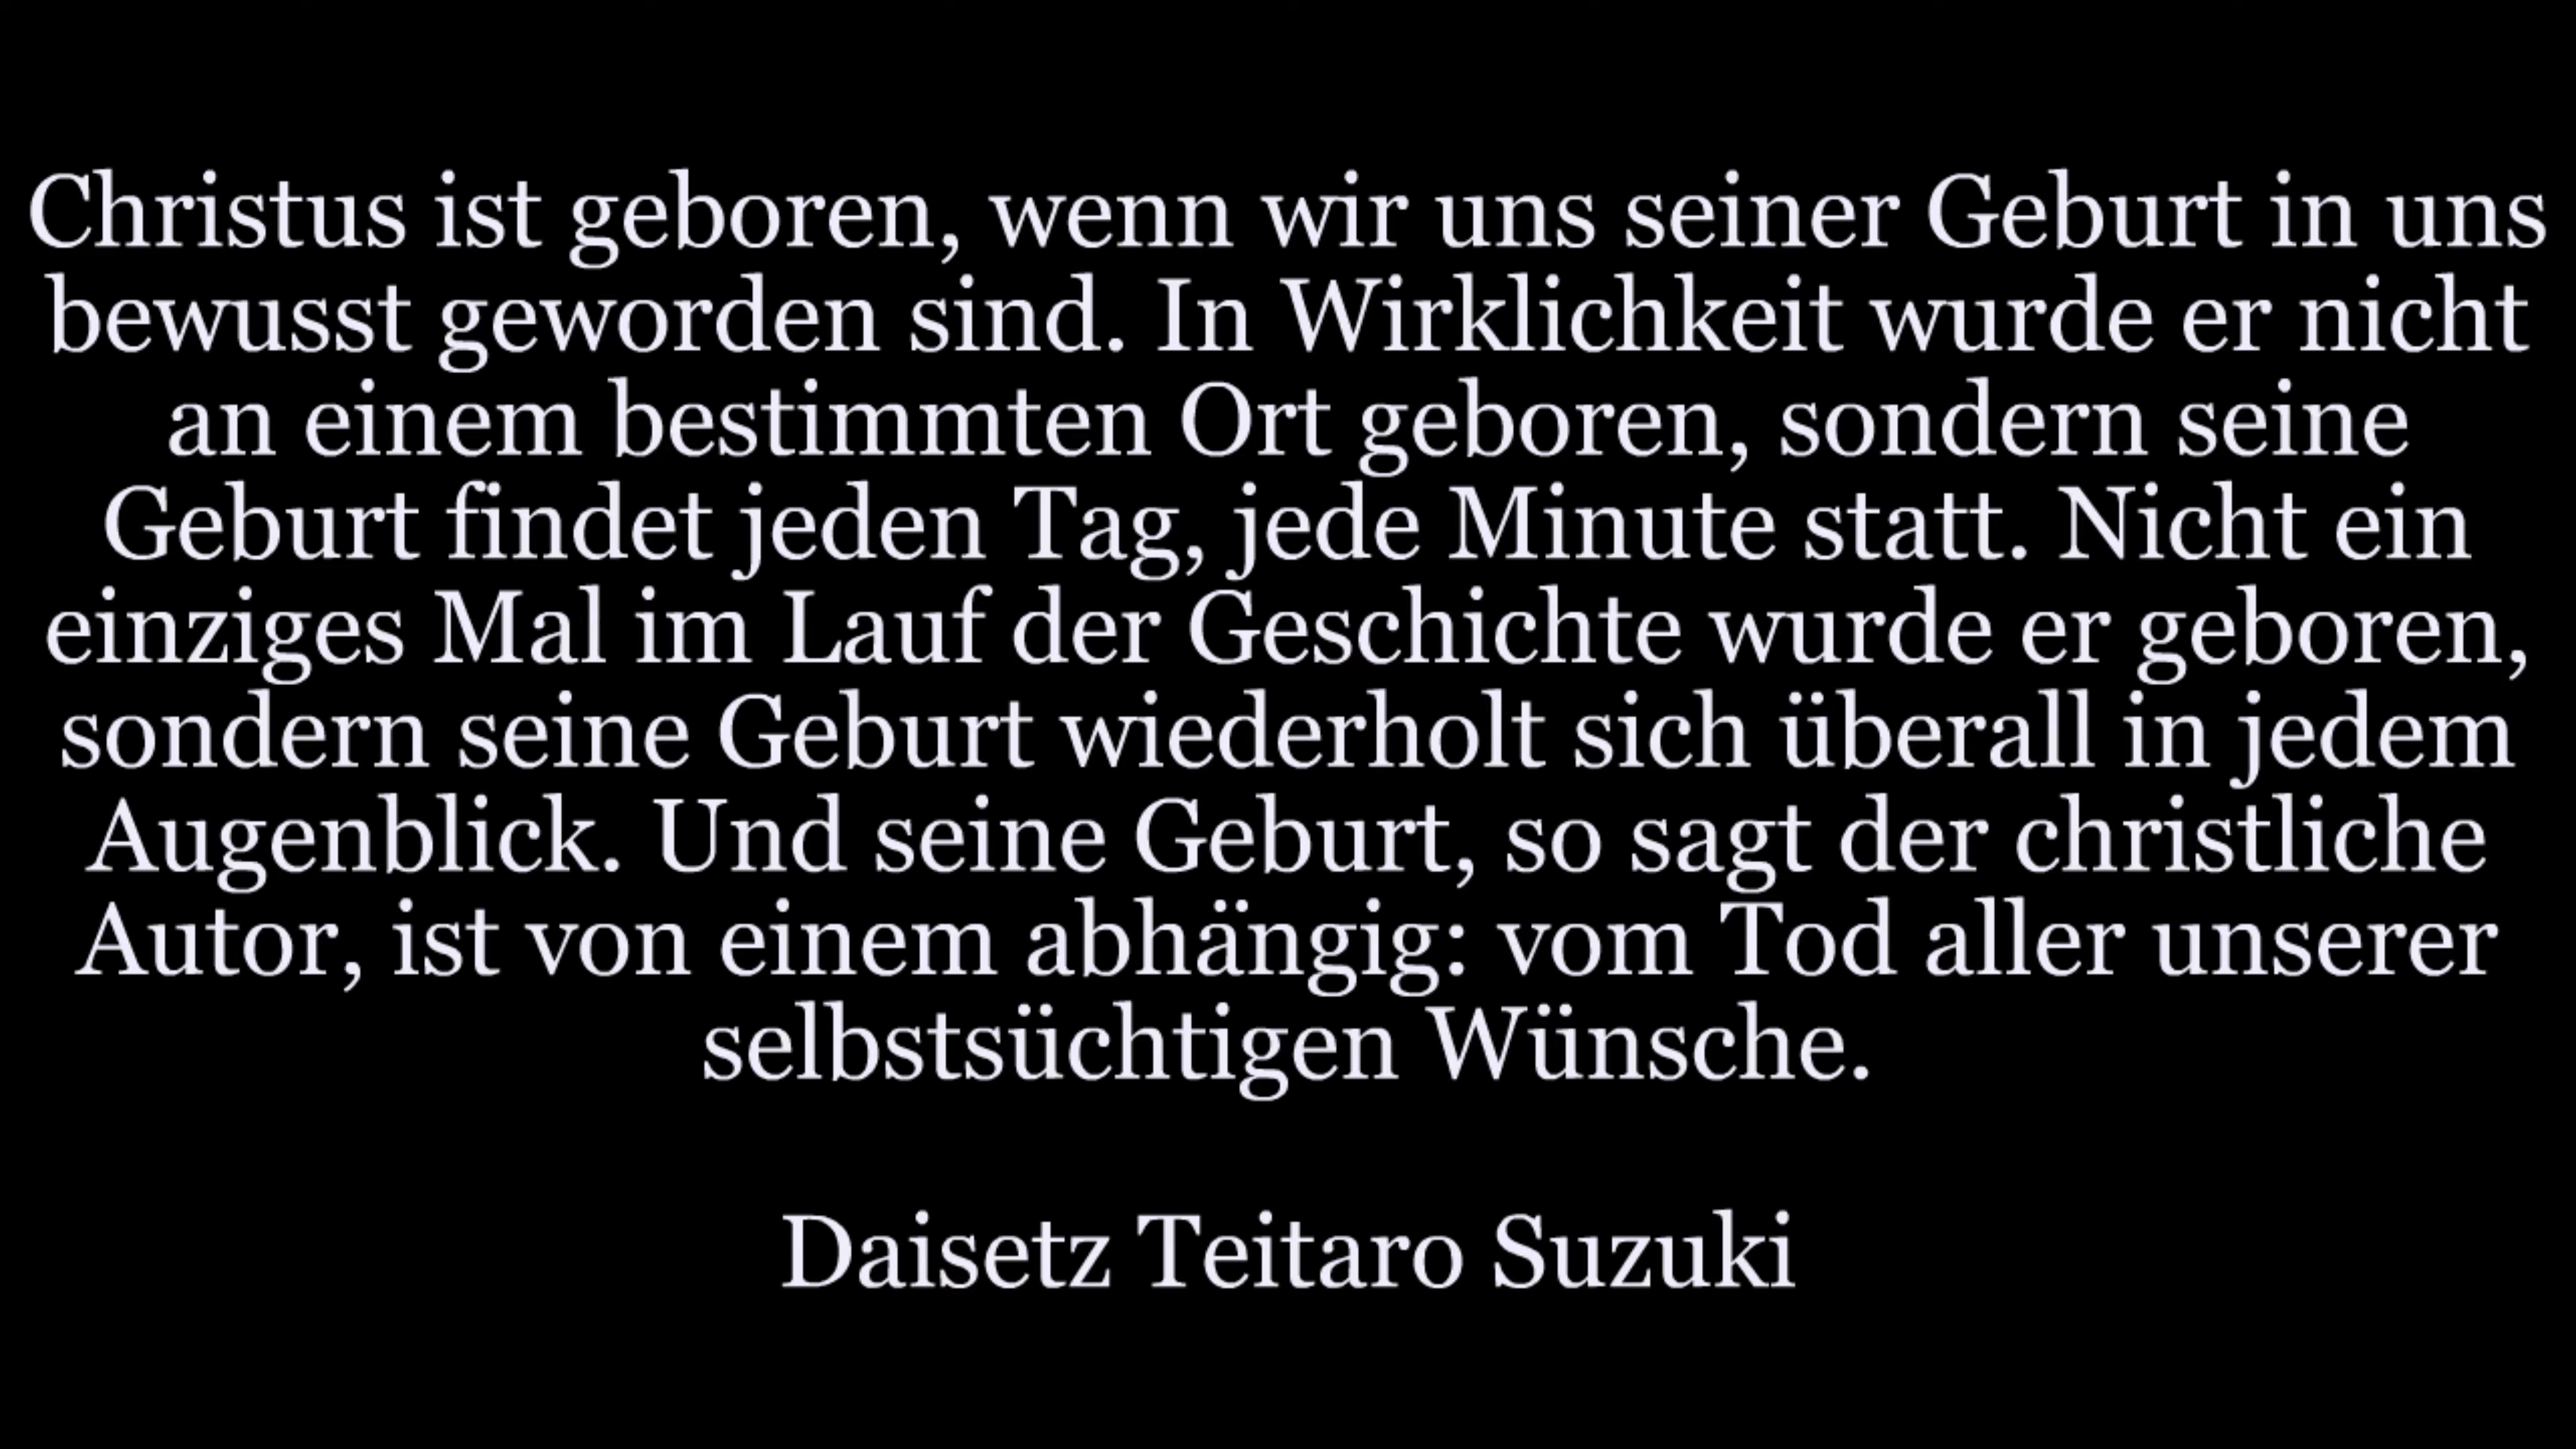 Christus ist geboren, wenn wir uns seiner Geburt in uns
bewusst geworden sind. In Wirklichkeit wurde er nicht
an einem bestimmten Ort geboren, sondern seine
Geburt findet jeden Tag, jede Minute statt. Nicht ein
einziges Mal im Lauf der Geschichte wurde er geboren,
sondern seine Geburt wiederholt sich überall in jedem
Augenblick. Und seine Geburt, so sagt der christliche
Autor, ist von einem abhängig: vom Tod aller unserer
selbstsüchtigen Wünsche.
Daisetz Teitaro Suzuki